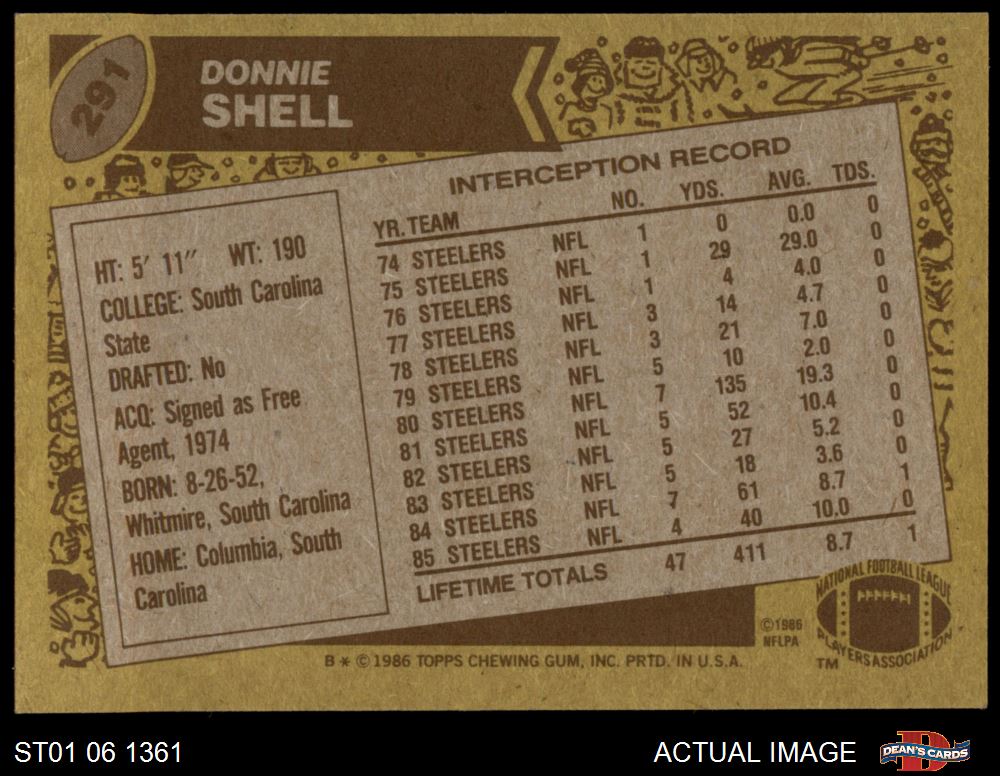 291
DONNIE
SHELL
INTERCEPTION RECORD
YR. TEAM NO. YDS. AVG. TDS.
74 STEELERS NFL 1 0 0.0 0
75 STEELERS NFL 1 29 29.0 0
76 STEELERS NFL 1 4 4.0 0
77 STEELERS NFL 3 14 4.7 0
78 STEELERS NFL 3 21 7.0 0
79 STEELERS NFL 5 10 2.0 0
80 STEELERS NFL 7 135 19.3 0
81 STEELERS NFL 5 52 10.4 0
82 STEELERS NFL 5 27 5.2 0
83 STEELERS NFL 5 18 3.6 0
84 STEELERS NFL 7 61 8.7 1
85 STEELERS NFL 4 40 10.0 0
LIFETIME TOTALS 47 411 8.7 1
HT: 5' 11" WT: 190
COLLEGE: South Carolina
State
DRAFTED: No
ACQ: Signed as Free
Agent, 1974
BORN: 8-26-52,
Whitmire, South Carolina
HOME: Columbia, South
Carolina
©1986
NFLPA
NATIONAL FOOTBALL LEAGUE
PLAYERS ASSOCIATION
TM
B * © 1986 TOPPS CHEWING GUM, INC. PRTD. IN U.S.A.
ST01 06 1361
ACTUAL IMAGE
D
DEAN'S CARDS